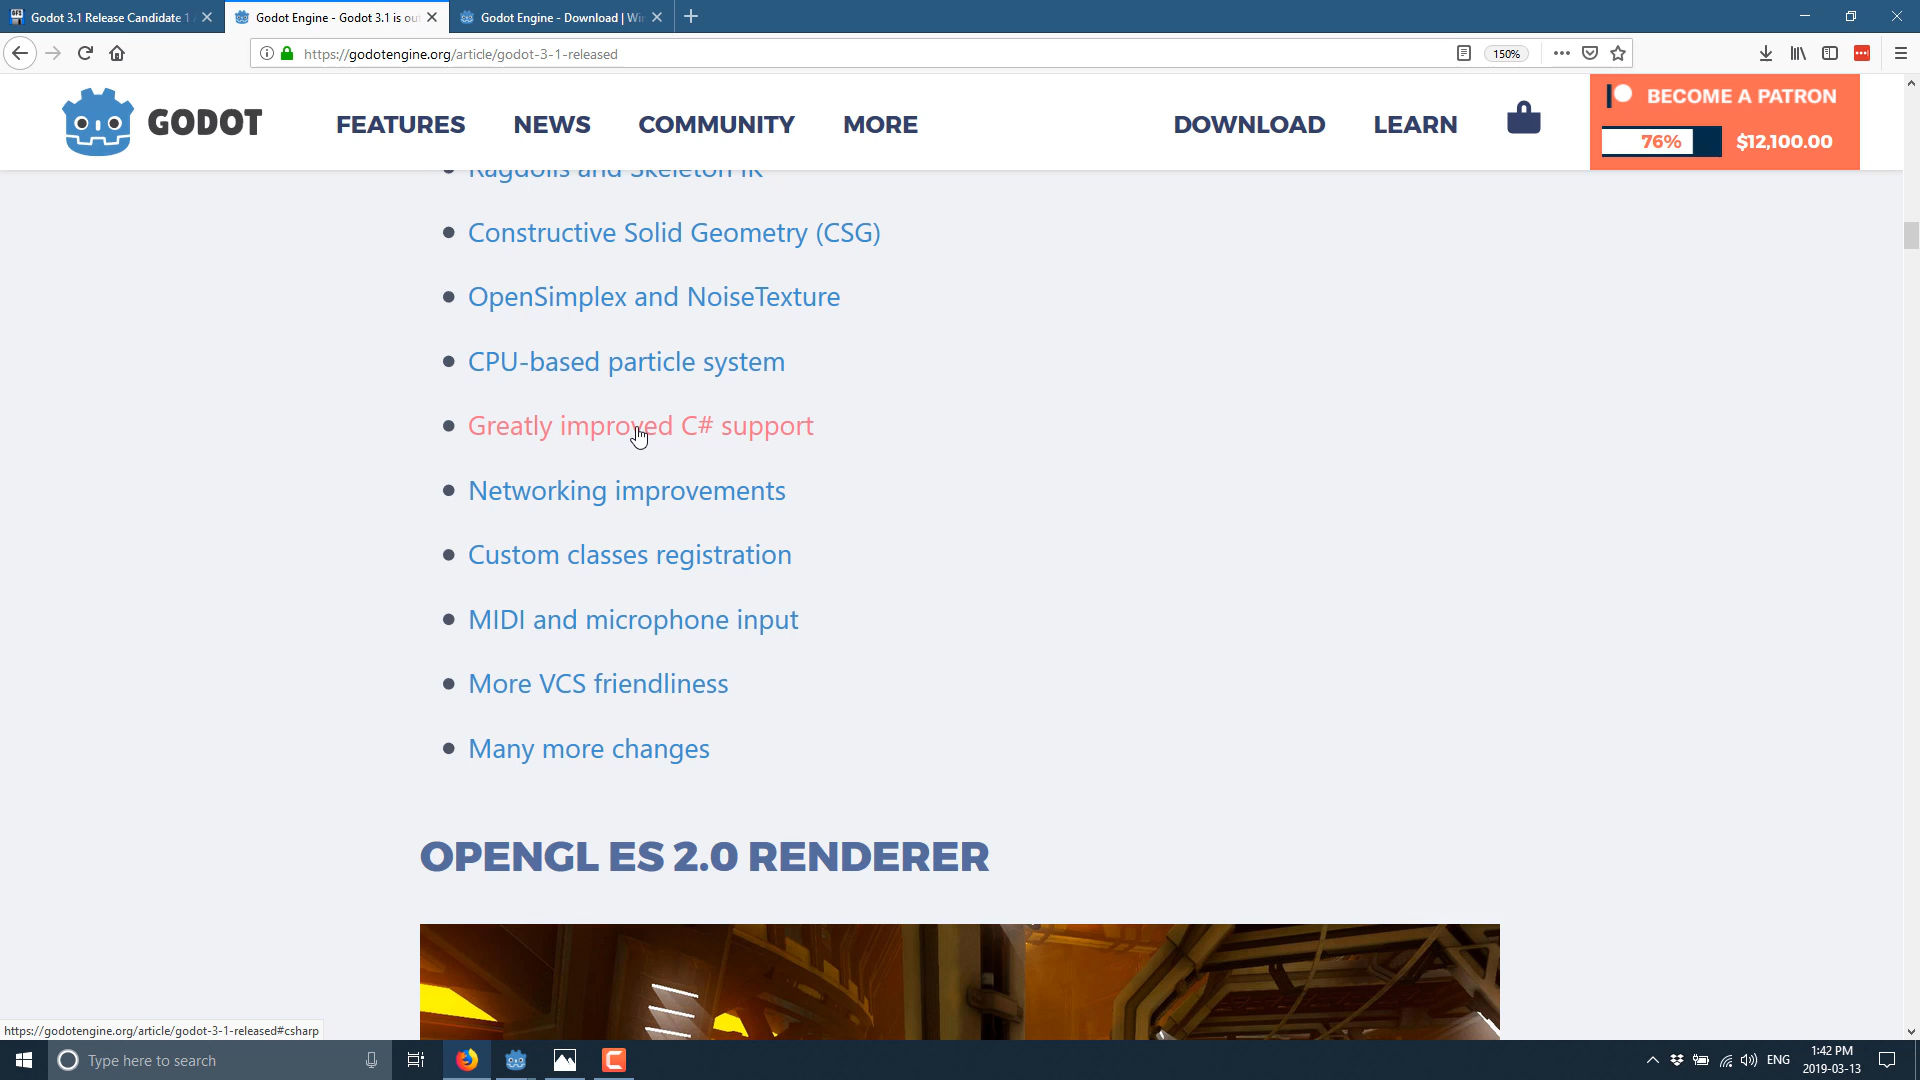 Godot 3.1 Release Candidate 1
Godot Engine - Godot 3.1 is ou
Godot Engine - Download | Wi
https://godotengine.org/article/godot-3-1-released
150%
GODOT
FEATURES
NEWS
COMMUNITY
MORE
DOWNLOAD
LEARN
BECOME A PATRON
76%
$12,100.00
Ragdolls and Skeleton IK
Constructive Solid Geometry (CSG)
OpenSimplex and NoiseTexture
CPU-based particle system
Greatly improved C# support
Networking improvements
Custom classes registration
MIDI and microphone input
More VCS friendliness
Many more changes
OPENGL ES 2.0 RENDERER
https://godotengine.org/article/godot-3-1-released#csharp
Type here to search
ENG
1:42 PM
2019-03-13